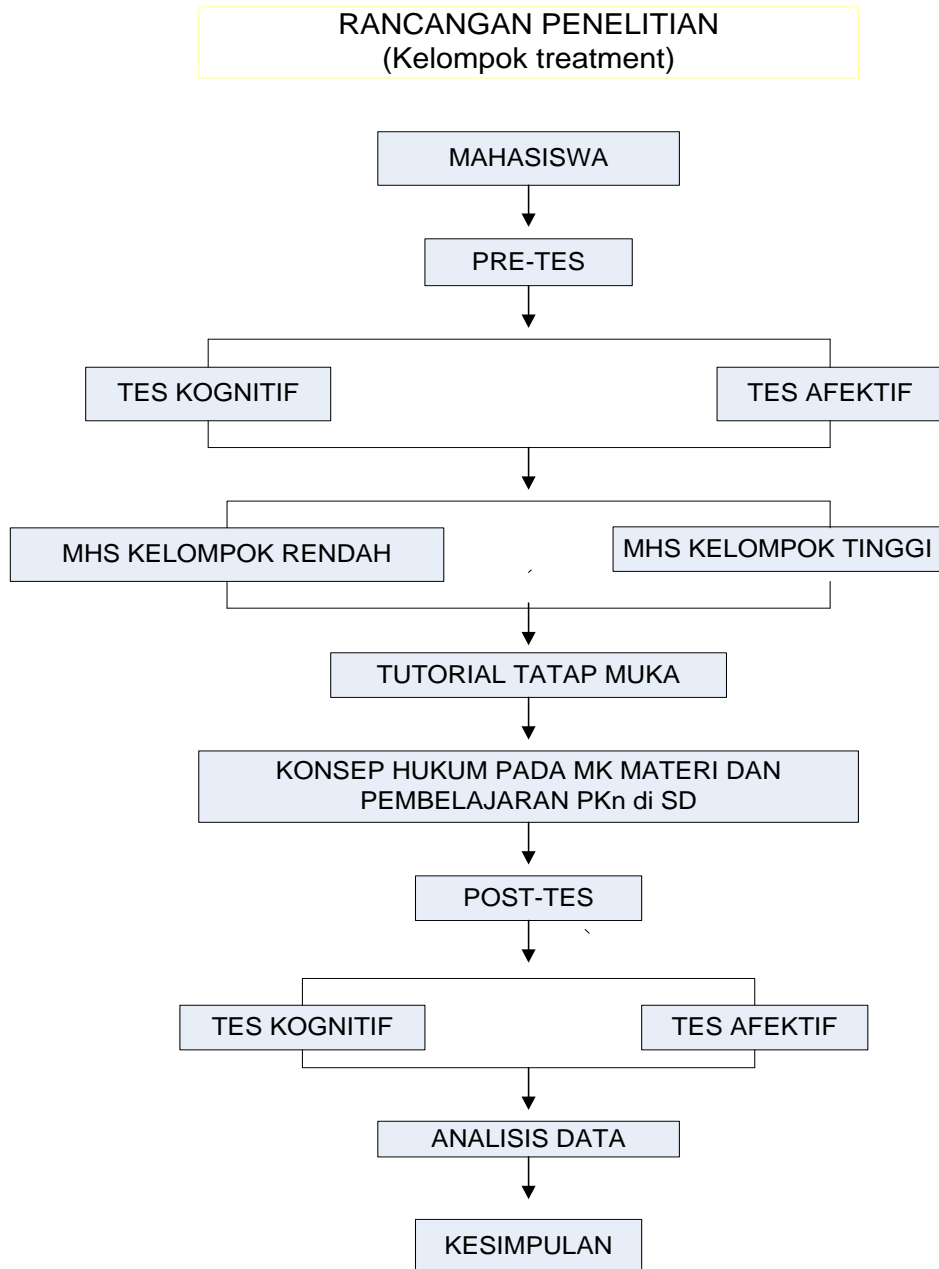 RANCANGAN PENELITIAN
(Kelompok treatment)
MAHASISWA
PRE-TES
TES KOGNITIF
TES AFEKTIF
MHS KELOMPOK RENDAH
MHS KELOMPOK TINGGI
TUTORIAL TATAP MUKA
KONSEP HUKUM PADA MK MATERI DAN
PEMBELAJARAN PKn di SD
POST-TES
TES KOGNITIF
TES AFEKTIF
ANALISIS DATA
KESIMPULAN